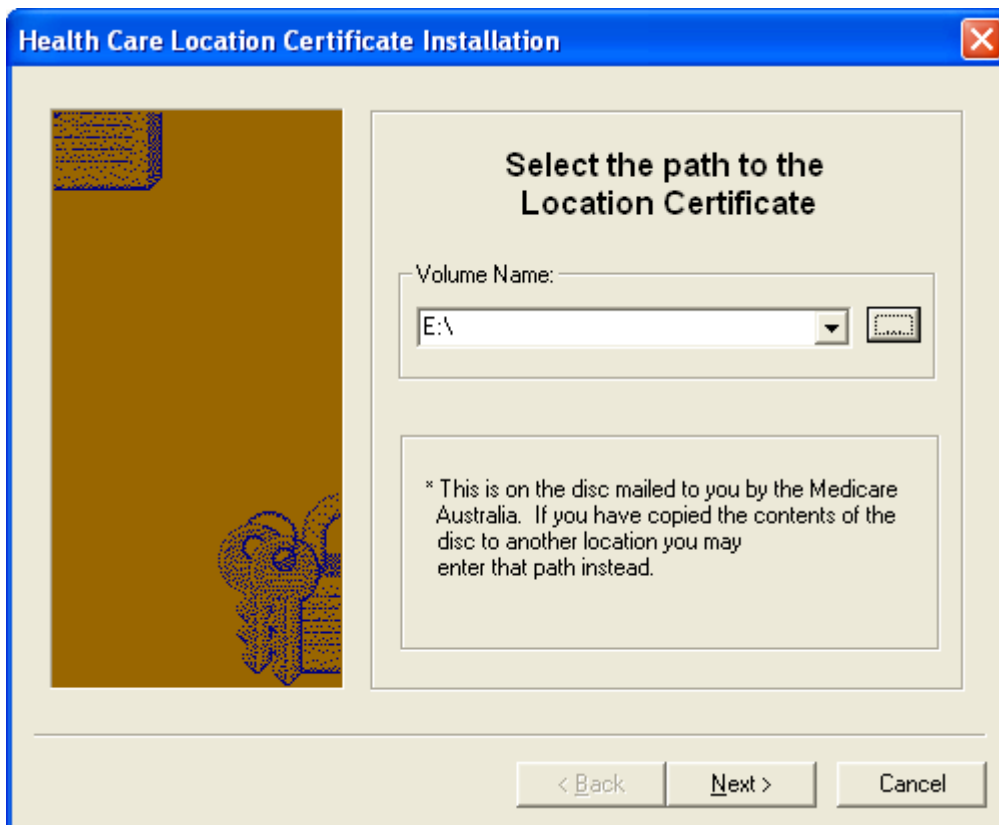 Health Care Location Certificate Installation
Select the path to the
Location Certificate
Volume Name:
E:\
...
* This is on the disc mailed to you by the Medicare
Australia. If you have copied the contents of the
disc to another location you may
enter that path instead.
< Back
Next >
Cancel